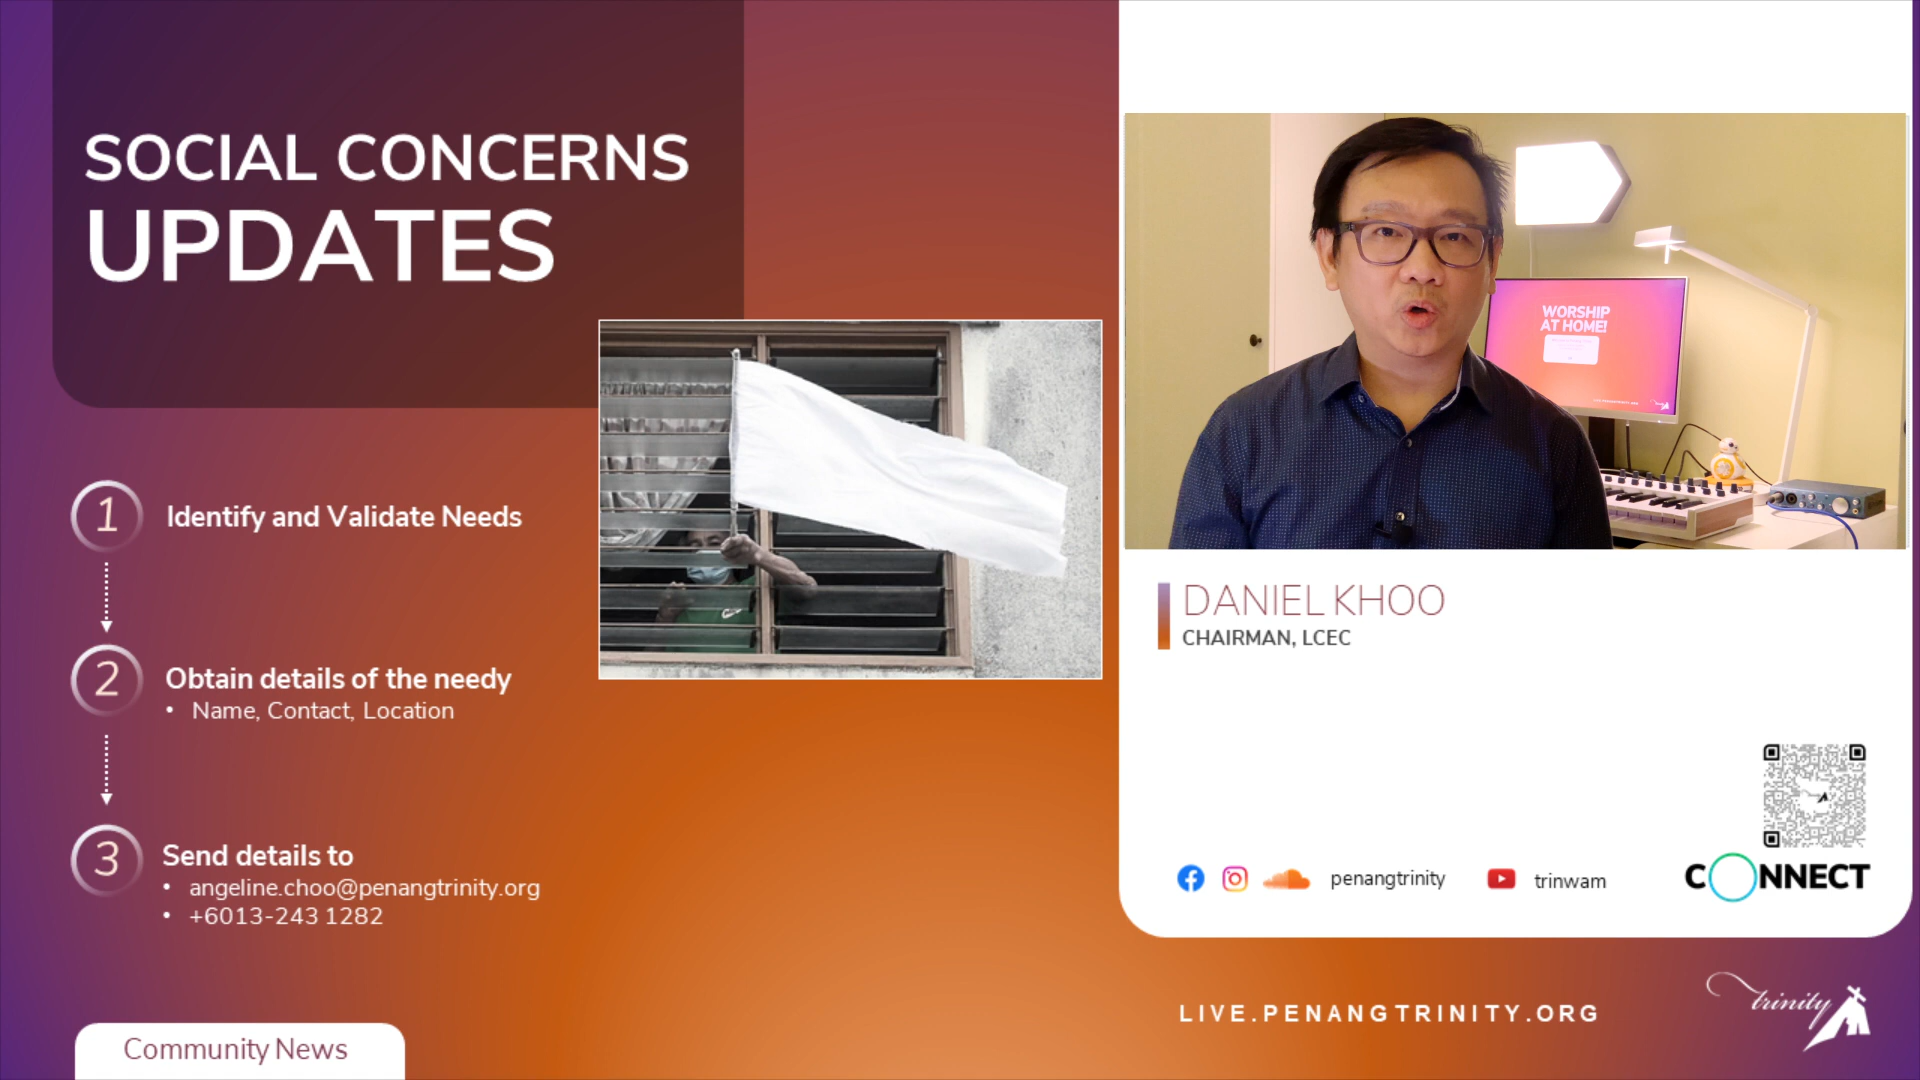 SOCIAL CONCERNS
UPDATES
1
Identify and Validate Needs
2
Obtain details of the needy
• Name, Contact, Location
3
Send details to
• angeline.choo@penangtrinity.org
• +6013-243 1282
Community News
WORSHIP
AT HOME!
DANIEL KHOO
CHAIRMAN, LCEC
penangtrinity
trinwam
CONNECT
LIVE.PENANGTRINITY.ORG
trinity